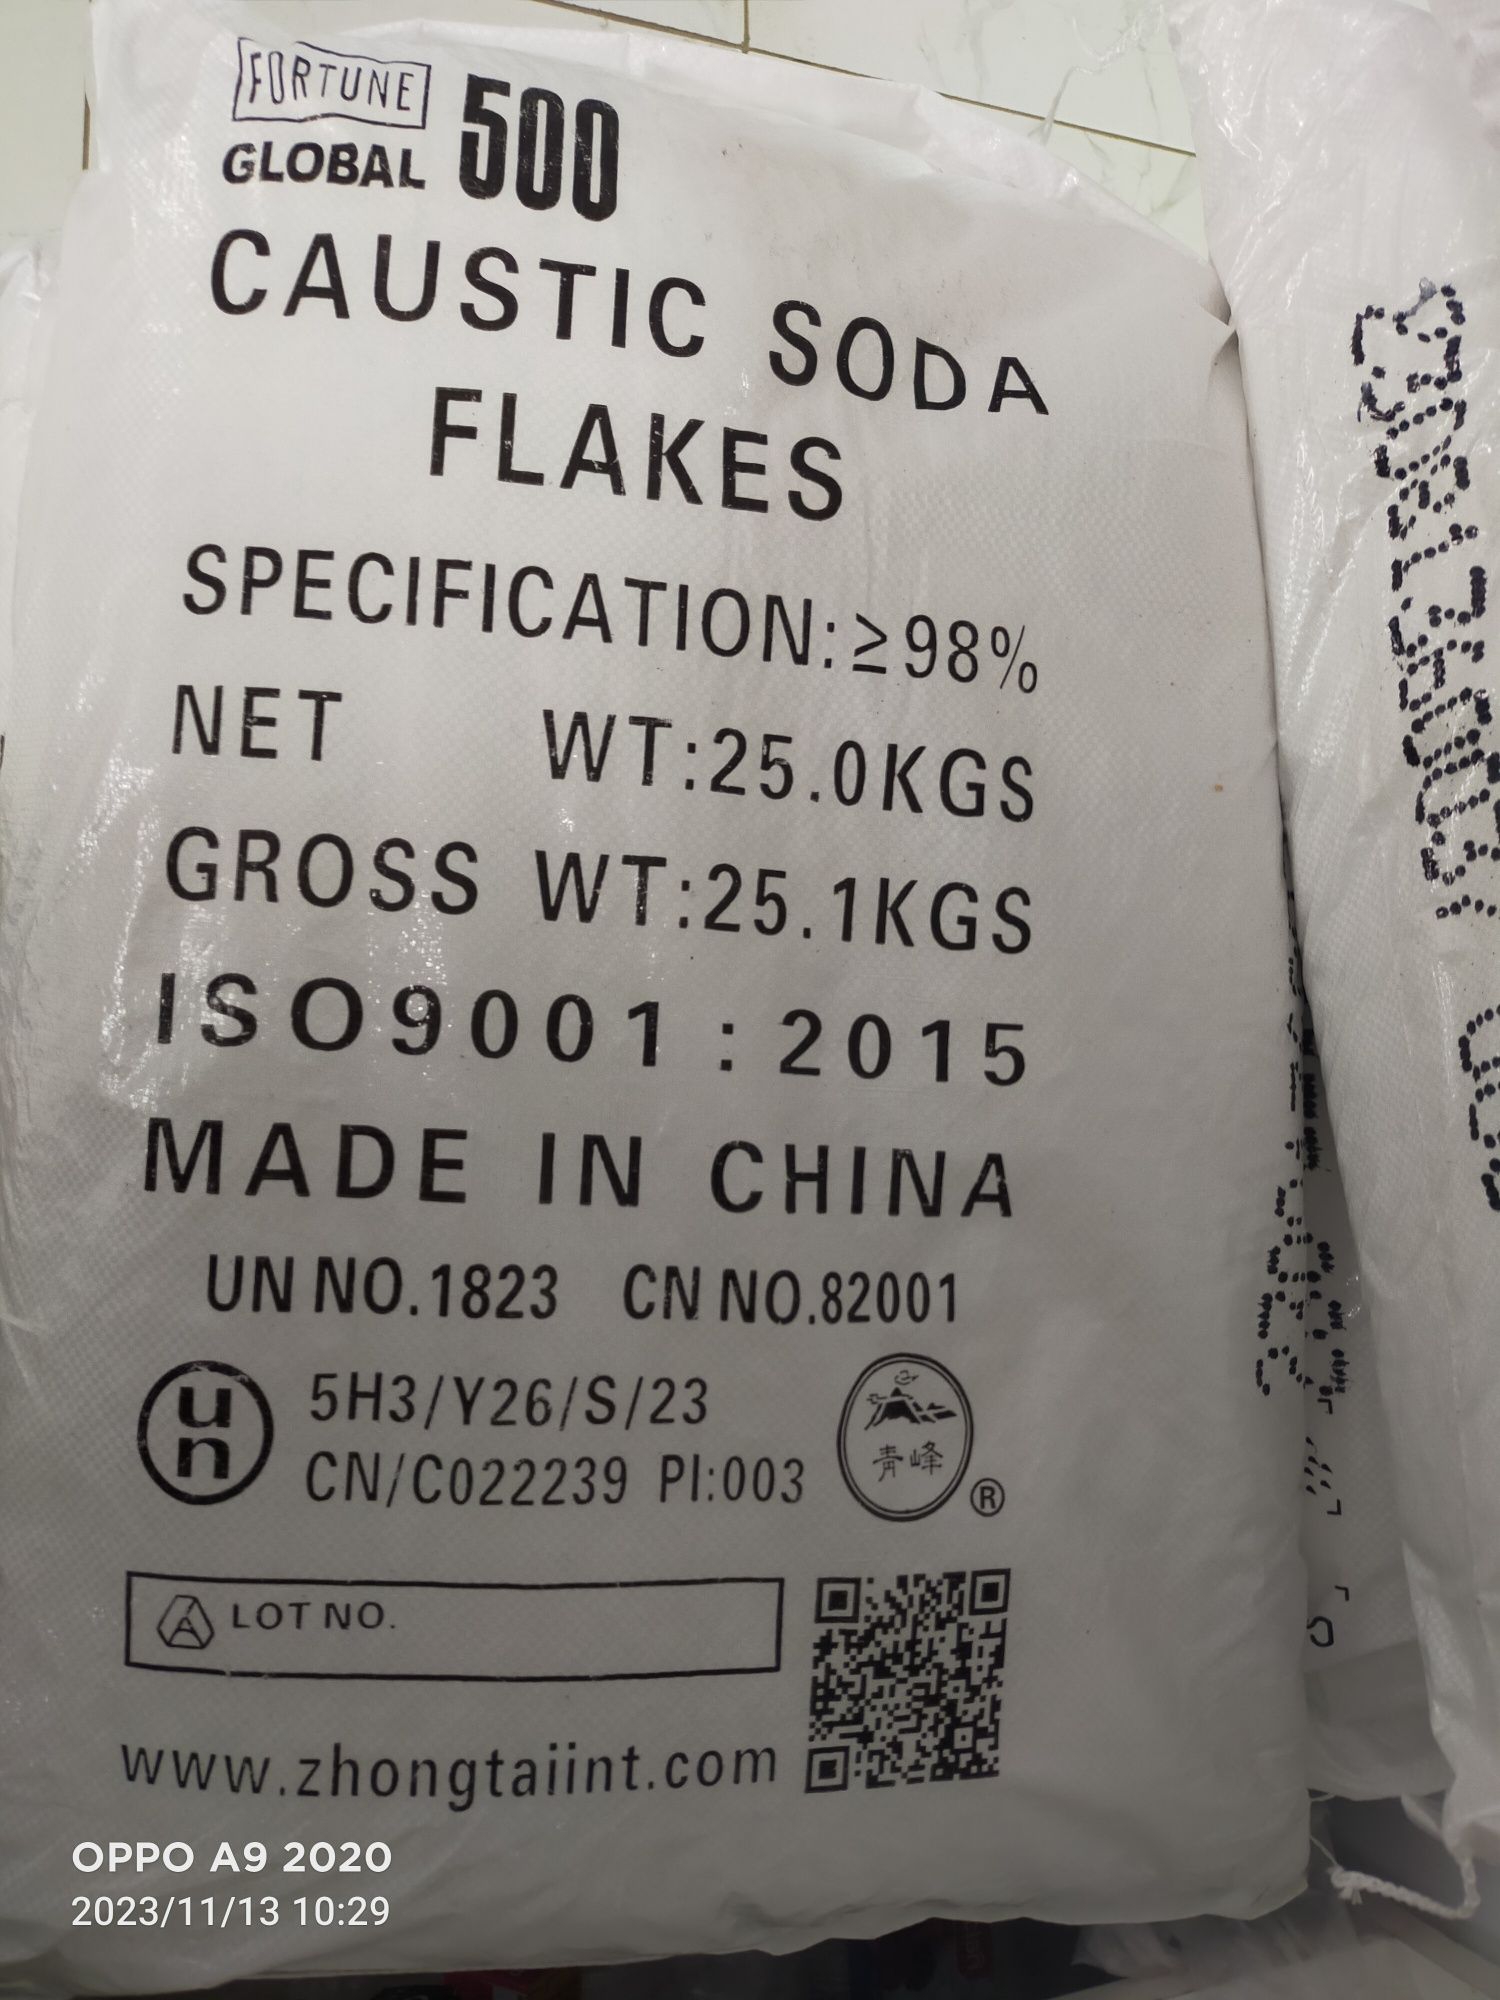 FORTUNE
GLOBAL 500
CAUSTIC SODA
FLAKES
SPECIFICATION:≥98%
NET WT:25.0KGS
GROSS WT:25.1KGS
ISO9001:2015
MADE IN CHINA
UN NO.1823 CN NO.82001
un
5H3/Y26/S/23
CN/C022239 PI:003
青峰
®
LOT NO.
www.zhongtaiint.com
OPPO A9 2020
2023/11/13 10:29